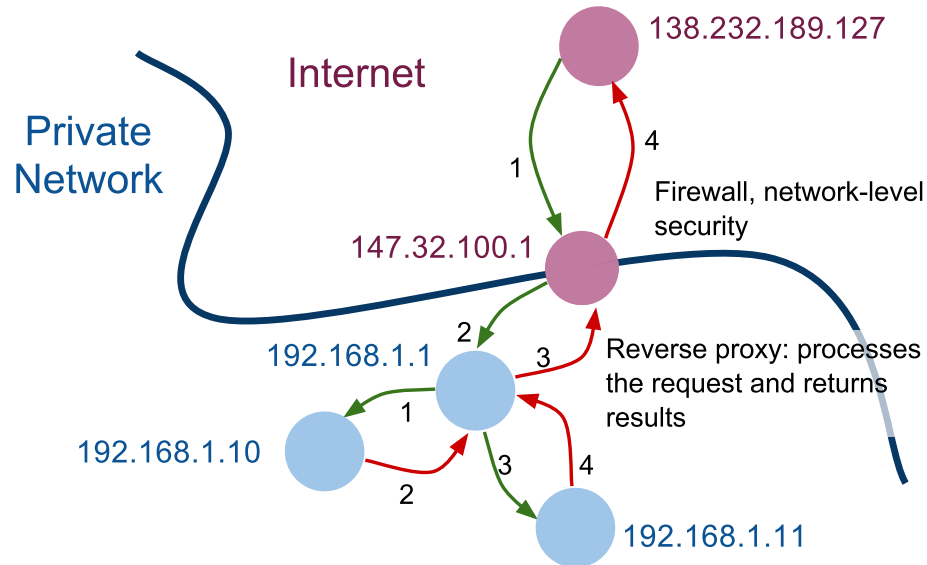 138.232.189.127
Internet
Private
Network
1
4
Firewall, network-level
security
147.32.100.1
2
192.168.1.1
3
Reverse proxy: processes
the request and returns
results
1
192.168.1.10
2
3
4
192.168.1.11